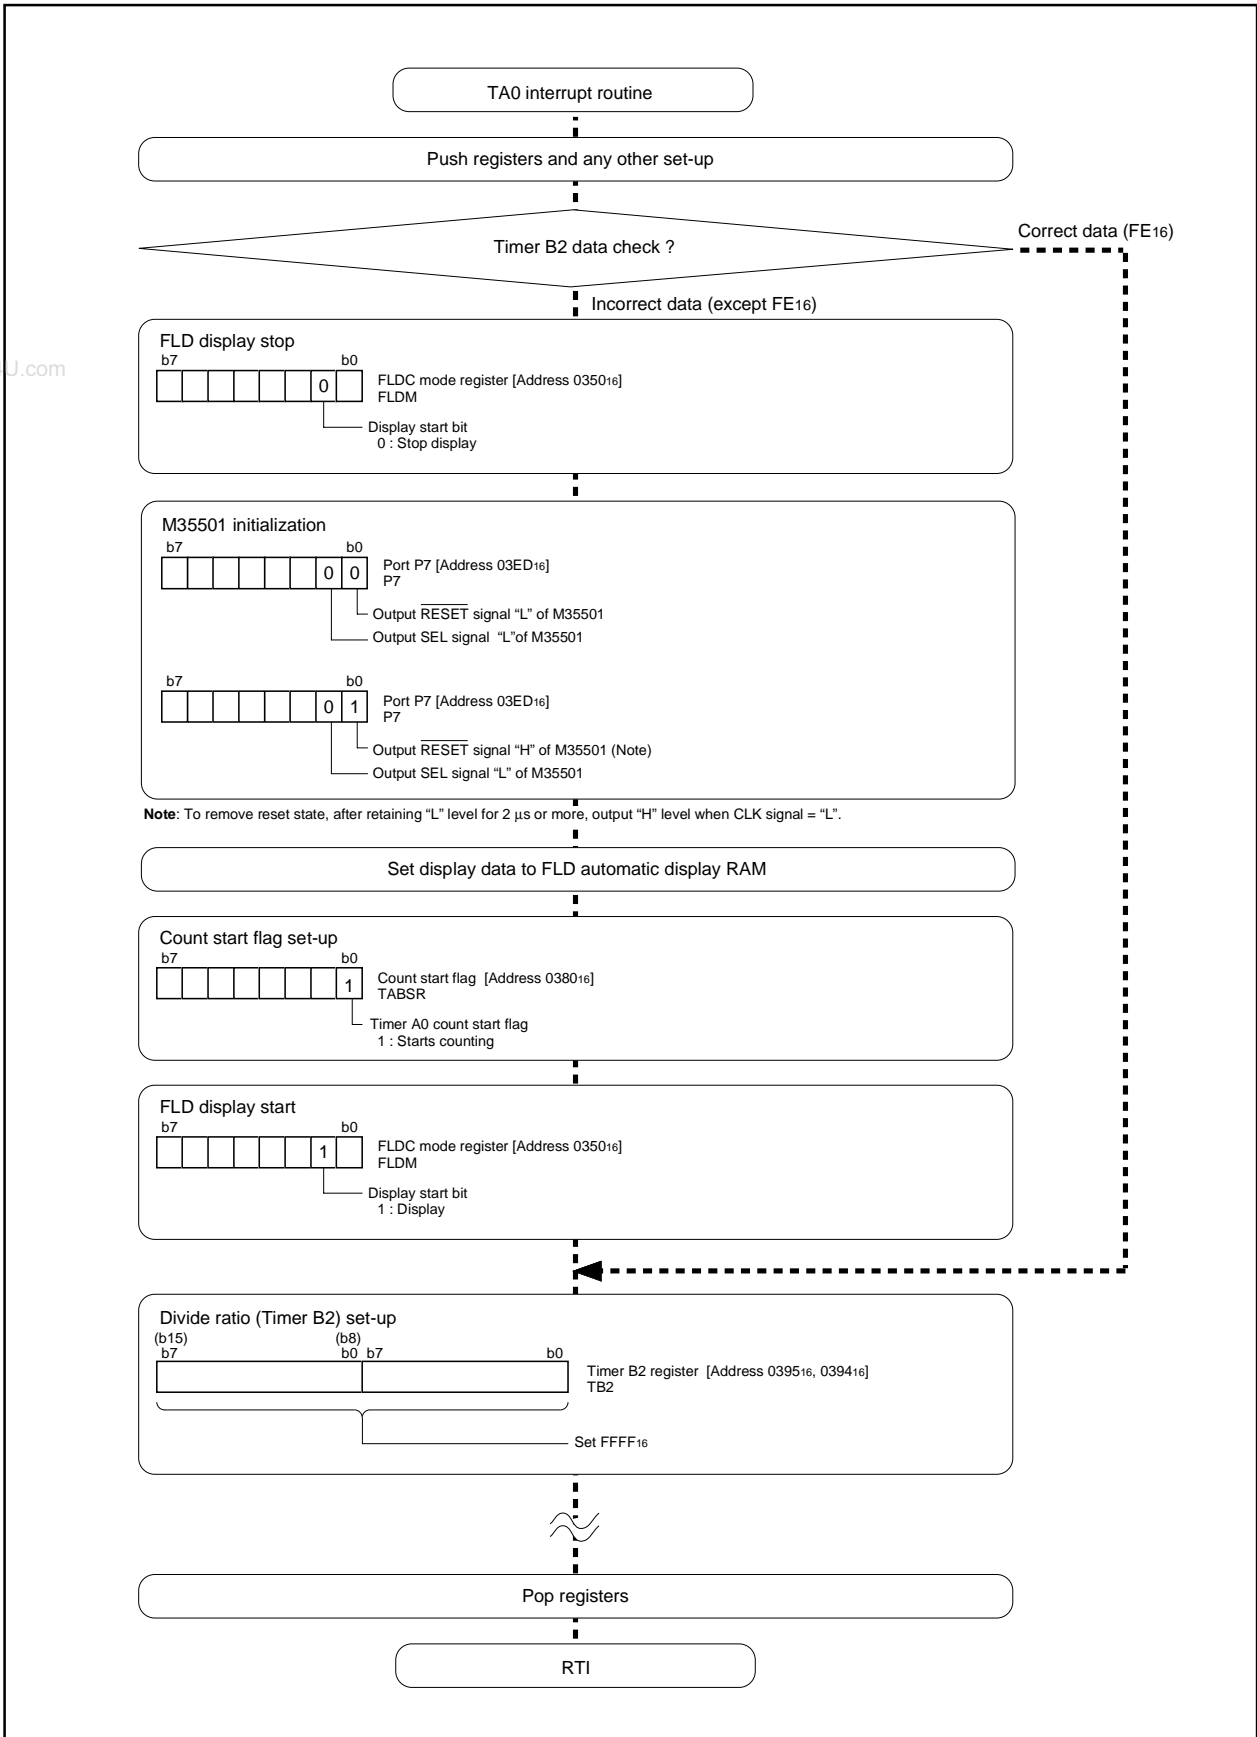 TA0 interrupt routine
Push registers and any other set-up
Timer B2 data check ?
Correct data (FE16)
Incorrect data (except FE16)
FLD display stop
b7 b0
0
FLDC mode register [Address 035016]
FLDM
Display start bit
0 : Stop display
U.com
M35501 initialization
b7 b0
0 0
Port P7 [Address 03ED16]
P7
Output RESET signal “L” of M35501
Output SEL signal “L”of M35501
b7 b0
0 1
Port P7 [Address 03ED16]
P7
Output RESET signal “H” of M35501 (Note)
Output SEL signal “L” of M35501
Note: To remove reset state, after retaining “L” level for 2 µs or more, output “H” level when CLK signal = “L”.
Set display data to FLD automatic display RAM
Count start flag set-up
b7 b0
1
Count start flag [Address 038016]
TABSR
Timer A0 count start flag
1 : Starts counting
FLD display start
b7 b0
1
FLDC mode register [Address 035016]
FLDM
Display start bit
1 : Display
Divide ratio (Timer B2) set-up
(b15) (b8)
b7 b0 b7 b0
Timer B2 register [Address 039516, 039416]
TB2
Set FFFF16
Pop registers
RTI